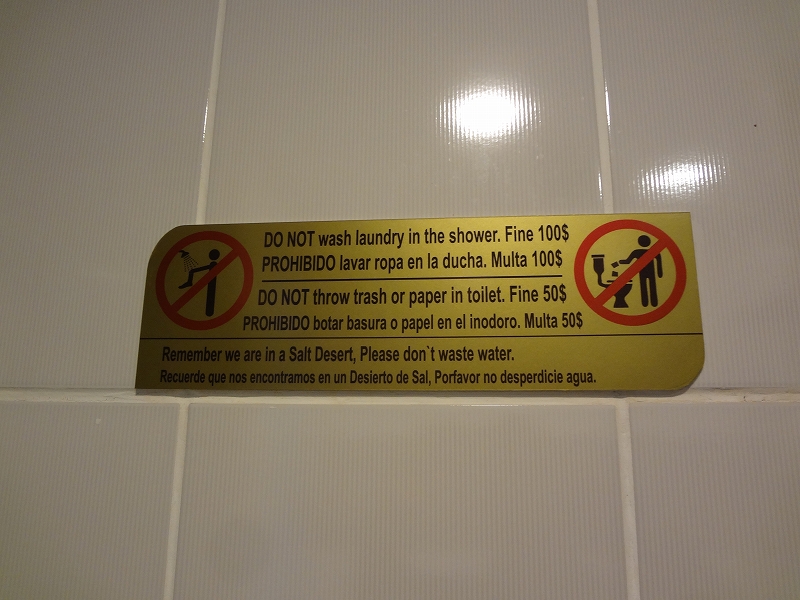 DO NOT wash laundry in the shower. Fine 100$
PROHIBIDO lavar ropa en la ducha. Multa 100$
DO NOT throw trash or paper in toilet. Fine 50$
PROHIBIDO botar basura o papel en el inodoro. Multa 50$
Remember we are in a Salt Desert, Please don`t waste water.
Recuerde que nos encontramos en un Desierto de Sal, Porfavor no desperdicie agua.